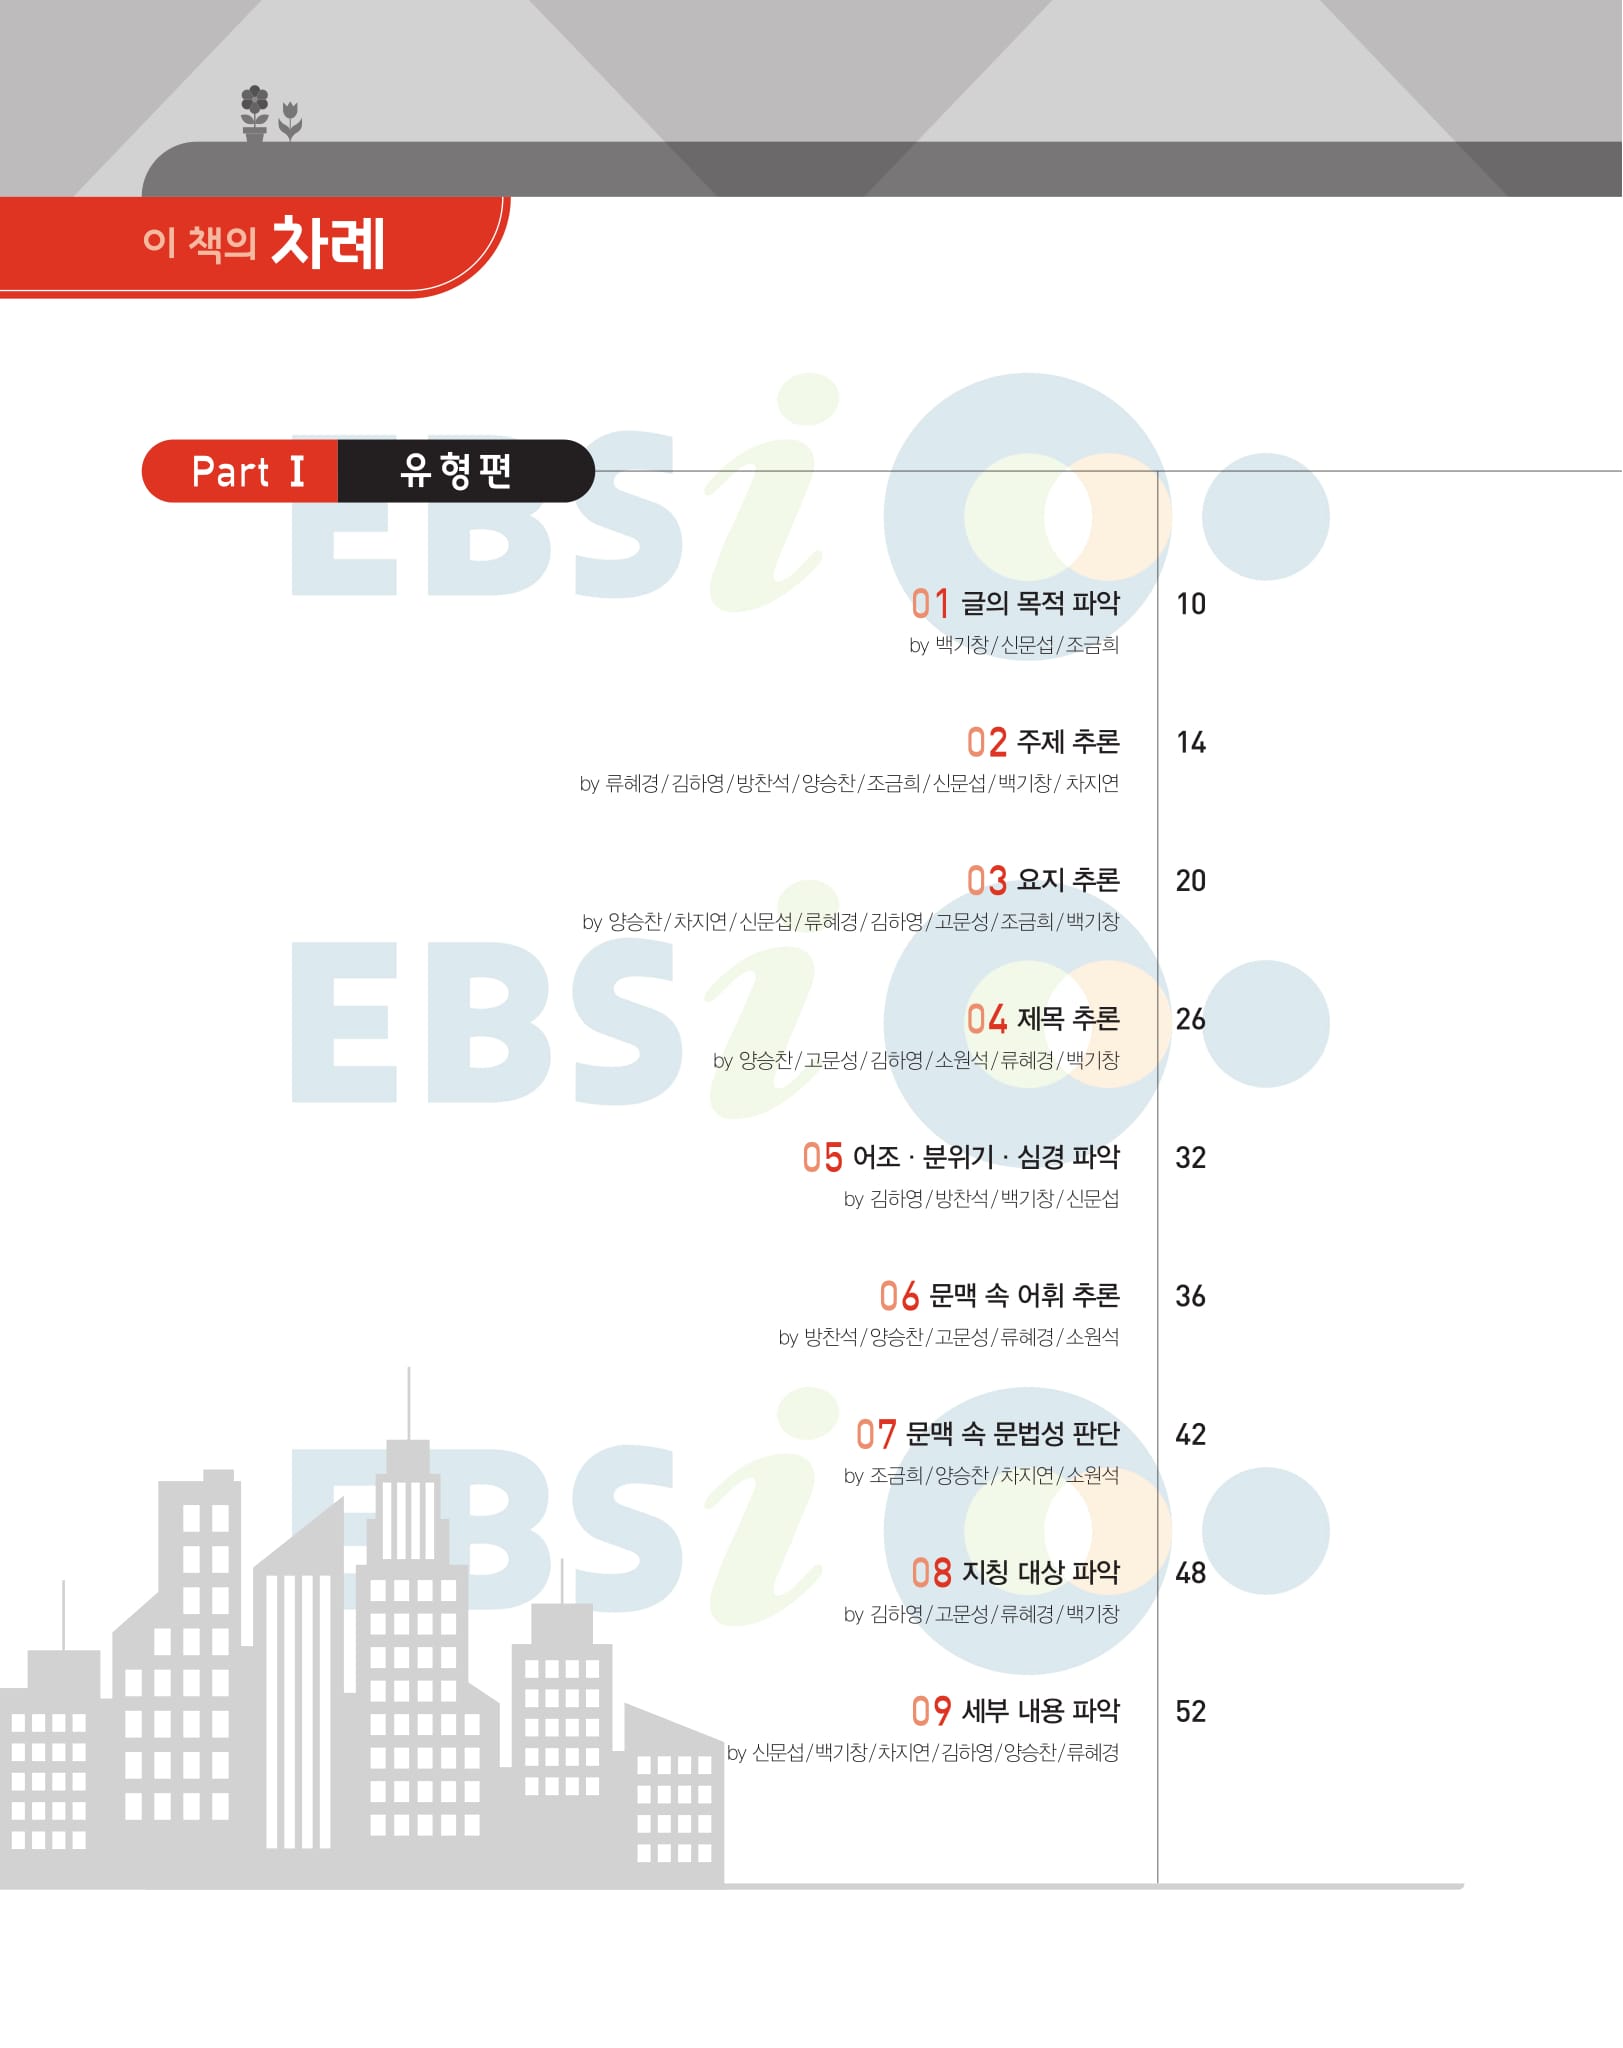 이 책의 차례
Part Ⅰ 유형편
01 글의 목적 파악 10
by 백기창/신문섭/조금희
02 주제 추론 14
by 류혜경/김하영/방찬석/양승찬/조금희/신문섭/백기창/ 차지연
03 요지 추론 20
by 양승찬/차지연/신문섭/류혜경/김하영/고문성/조금희/백기창
04 제목 추론 26
by 양승찬/고문성/김하영/소원석/류혜경/백기창
05 어조·분위기·심경 파악 32
by 김하영/방찬석/백기창/신문섭
06 문맥 속 어휘 추론 36
by 방찬석/양승찬/고문성/류혜경/소원석
07 문맥 속 문법성 판단 42
by 조금희/양승찬/차지연/소원석
08 지칭 대상 파악 48
by 김하영/고문성/류혜경/백기창
09 세부 내용 파악 52
by 신문섭/백기창/차지연/김하영/양승찬/류혜경
EBSi
EBSi
EBSi